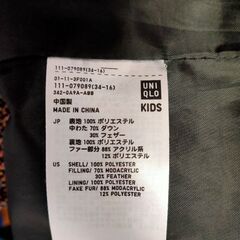 111-079089(34-16)
01-11-3F001A
111-079089(34-16)
342-0A9A-ABB
中国製
MADE IN CHINA
UNI
QLO
KIDS
JP 表地 100% ポリエステル
中わた 70% ダウン
30% フェザー
裏地 100% ポリエステル
ファー部分 88% アクリル系
12% ポリエステル
US SHELL/ 100% POLYESTER
FILLING/ 70% MODACRYLIC
30% FEATHER
LINING/ 100% POLYESTER
FAKE FUR/ 88% MODACRYLIC
12% POLYESTER